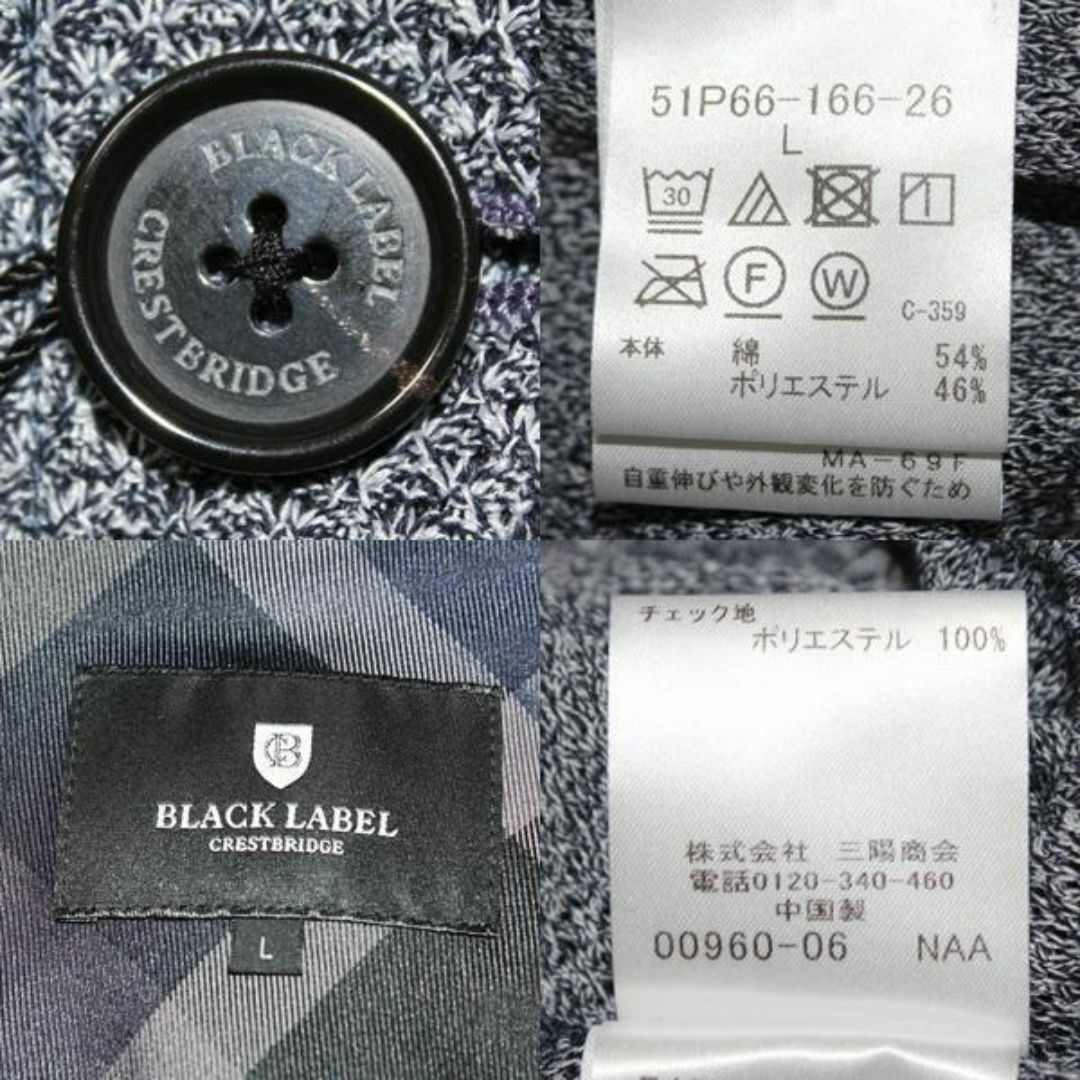 BLACK LABEL
CRESTBRIDGE
51P66-166-26
L
30
F W
C-359
本体 綿 54%
ポリエステル 46%
MA-69F
自重伸びや外観変化を防ぐため
CB
BLACK LABEL
CRESTBRIDGE
L
チェック地
ポリエステル 100%
株式会社 三陽商会
電話0120-340-460
中国製
00960-06 NAA